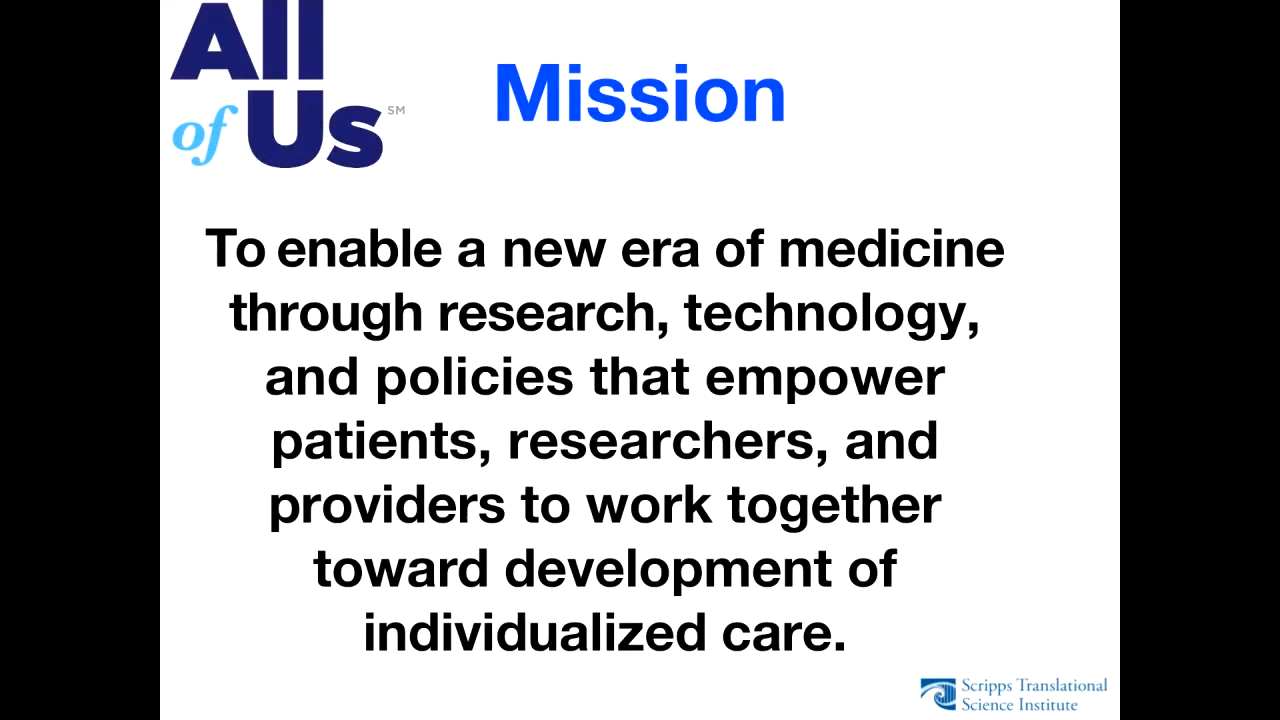 All
of Us SM
Mission
To enable a new era of medicine
through research, technology,
and policies that empower
patients, researchers, and
providers to work together
toward development of
individualized care.
Scripps Translational
Science Institute